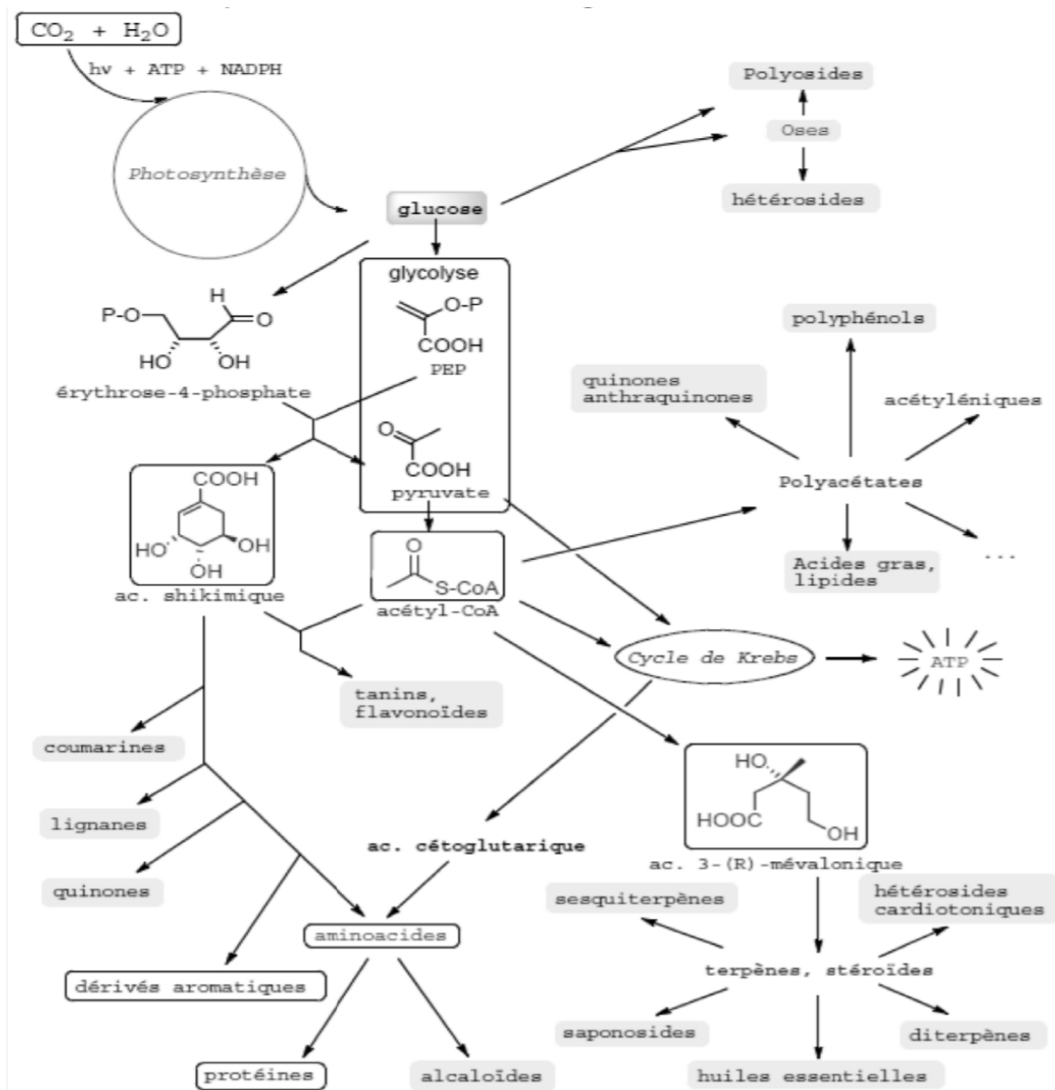 CO2 + H2O
hν + ATP + NADPH
Photosynthèse
Polyosides
Oses
hétérosides
glucose
glycolyse
O-P
COOH
PEP
H
P-O
O
HO
OH
érythrose-4-phosphate
O
COOH
pyruvate
polyphénols
quinones
anthraquinones
acétyléniques
Polyacétates
Acides gras,
lipides
...
COOH
HO
OH
OH
ac. shikimique
O
S-CoA
acétyl-CoA
Cycle de Krebs
ATP
tanins,
flavonoïdes
coumarines
lignanes
quinones
HO
HOOC
OH
ac. 3-(R)-mévalonique
ac. cétoglutarique
aminoacides
dérivés aromatiques
protéines
alcaloïdes
sesquiterpènes
hétérosides
cardiotoniques
terpènes, stéroïdes
saponosides
diterpènes
huiles essentielles